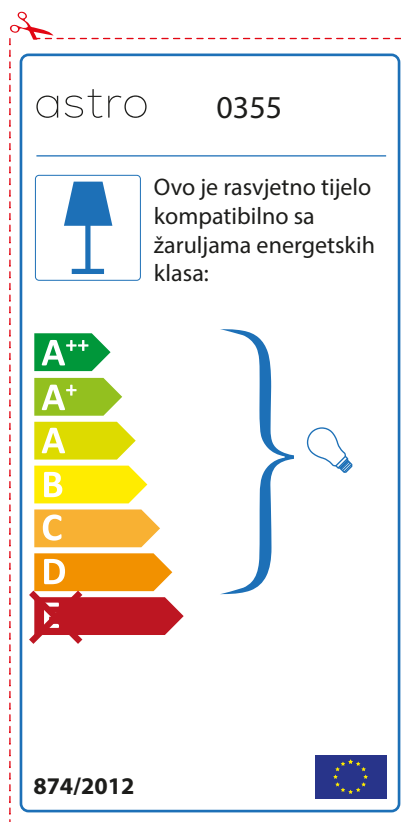 astro 0355
Ovo je rasvjetno tijelo
kompatibilno sa
žaruljama energetskih
klasa:
A++
A+
A
B
C
D
E
874/2012